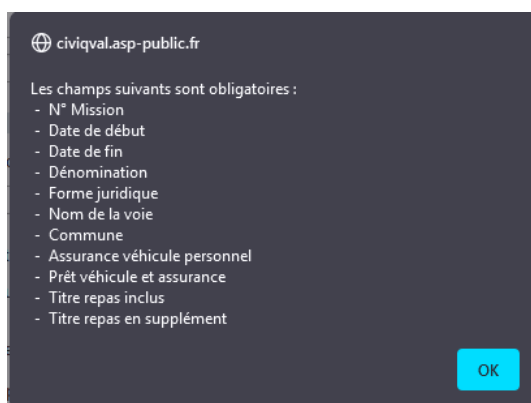 civiqval.asp-public.fr
Les champs suivants sont obligatoires :
- N° Mission
- Date de début
- Date de fin
- Dénomination
- Forme juridique
- Nom de la voie
- Commune
- Assurance véhicule personnel
- Prêt véhicule et assurance
- Titre repas inclus
- Titre repas en supplément
OK